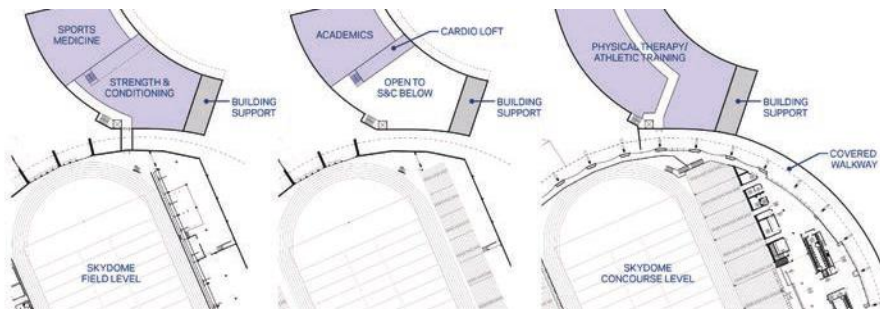 SPORTS
MEDICINE
STRENGTH &
CONDITIONING
BUILDING
SUPPORT
SKYDOME
FIELD LEVEL
ACADEMICS
CARDIO LOFT
OPEN TO
S&C BELOW
BUILDING
SUPPORT
PHYSICAL THERAPY/
ATHLETIC TRAINING
BUILDING
SUPPORT
COVERED
WALKWAY
SKYDOME
CONCOURSE LEVEL